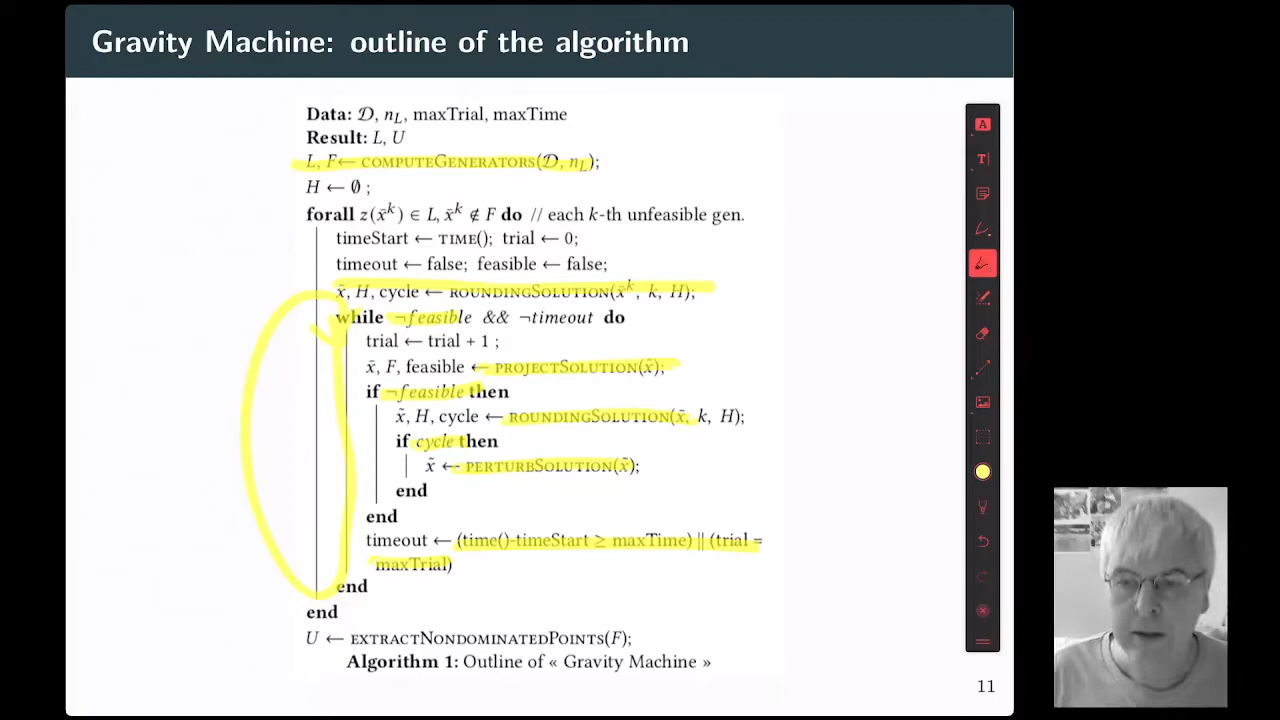 Gravity Machine: outline of the algorithm
Data: 𝒟, n_L, maxTrial, maxTime
Result: L, U
L, F← COMPUTEGENERATORS(𝒟, n_L);
H ← ∅ ;
forall z(x̄^k) ∈ L, x̄^k ∉ F do // each k-th unfeasible gen.
timeStart ← TIME(); trial ← 0;
timeout ← false; feasible ← false;
x̃, H, cycle ← ROUNDINGSOLUTION(x̄^k, k, H);
while ¬feasible && ¬timeout do
trial ← trial + 1 ;
x̄, F, feasible ← PROJECTSOLUTION(x̃);
if ¬feasible then
x̃, H, cycle ← ROUNDINGSOLUTION(x̄, k, H);
if cycle then
x̃ ← PERTURBSOLUTION(x̃);
end
end
timeout ← (time()-timeStart ≥ maxTime) || (trial =
maxTrial)
end
end
U ← EXTRACTNONDOMINATEDPOINTS(F);
Algorithm 1: Outline of « Gravity Machine »
11
A
T